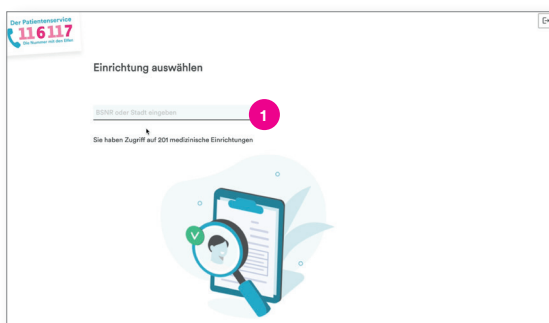 Der Patientenservice
116117
Die Nummer mit den Elfen
Einrichtung auswählen
BSNR oder Stadt eingeben
1
Sie haben Zugriff auf 201 medizinische Einrichtungen